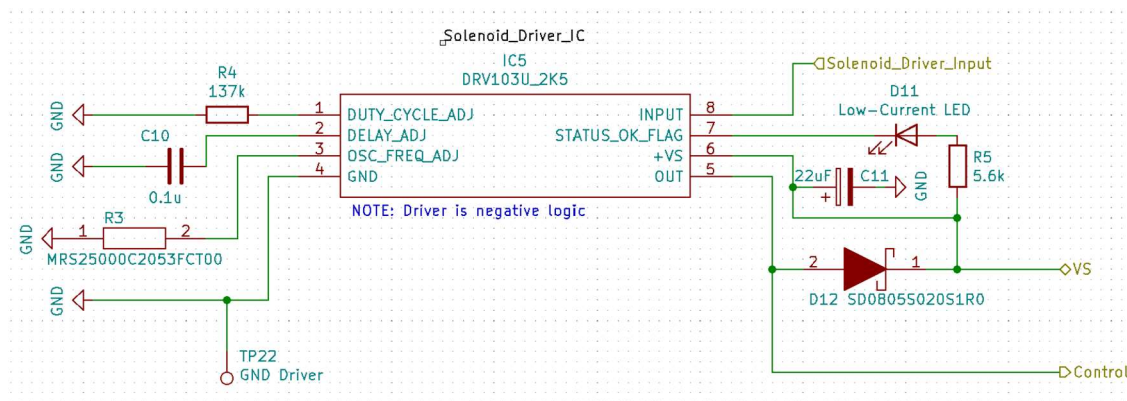 Solenoid_Driver_IC
IC5
DRV103U_2K5
R4
137k
GND
1
DUTY_CYCLE_ADJ
INPUT
8
Solenoid_Driver_Input
C10
0.1u
GND
2
DELAY_ADJ
STATUS_OK_FLAG
7
D11
Low-Current LED
3
OSC_FREQ_ADJ
+VS
6
R5
5.6k
4
GND
OUT
5
22uF
+
C11
GND
NOTE: Driver is negative logic
R3
GND
1
2
MRS25000C2053FCT00
2
1
VS
D12 SD0805S020S1R0
GND
TP22
GND Driver
Control